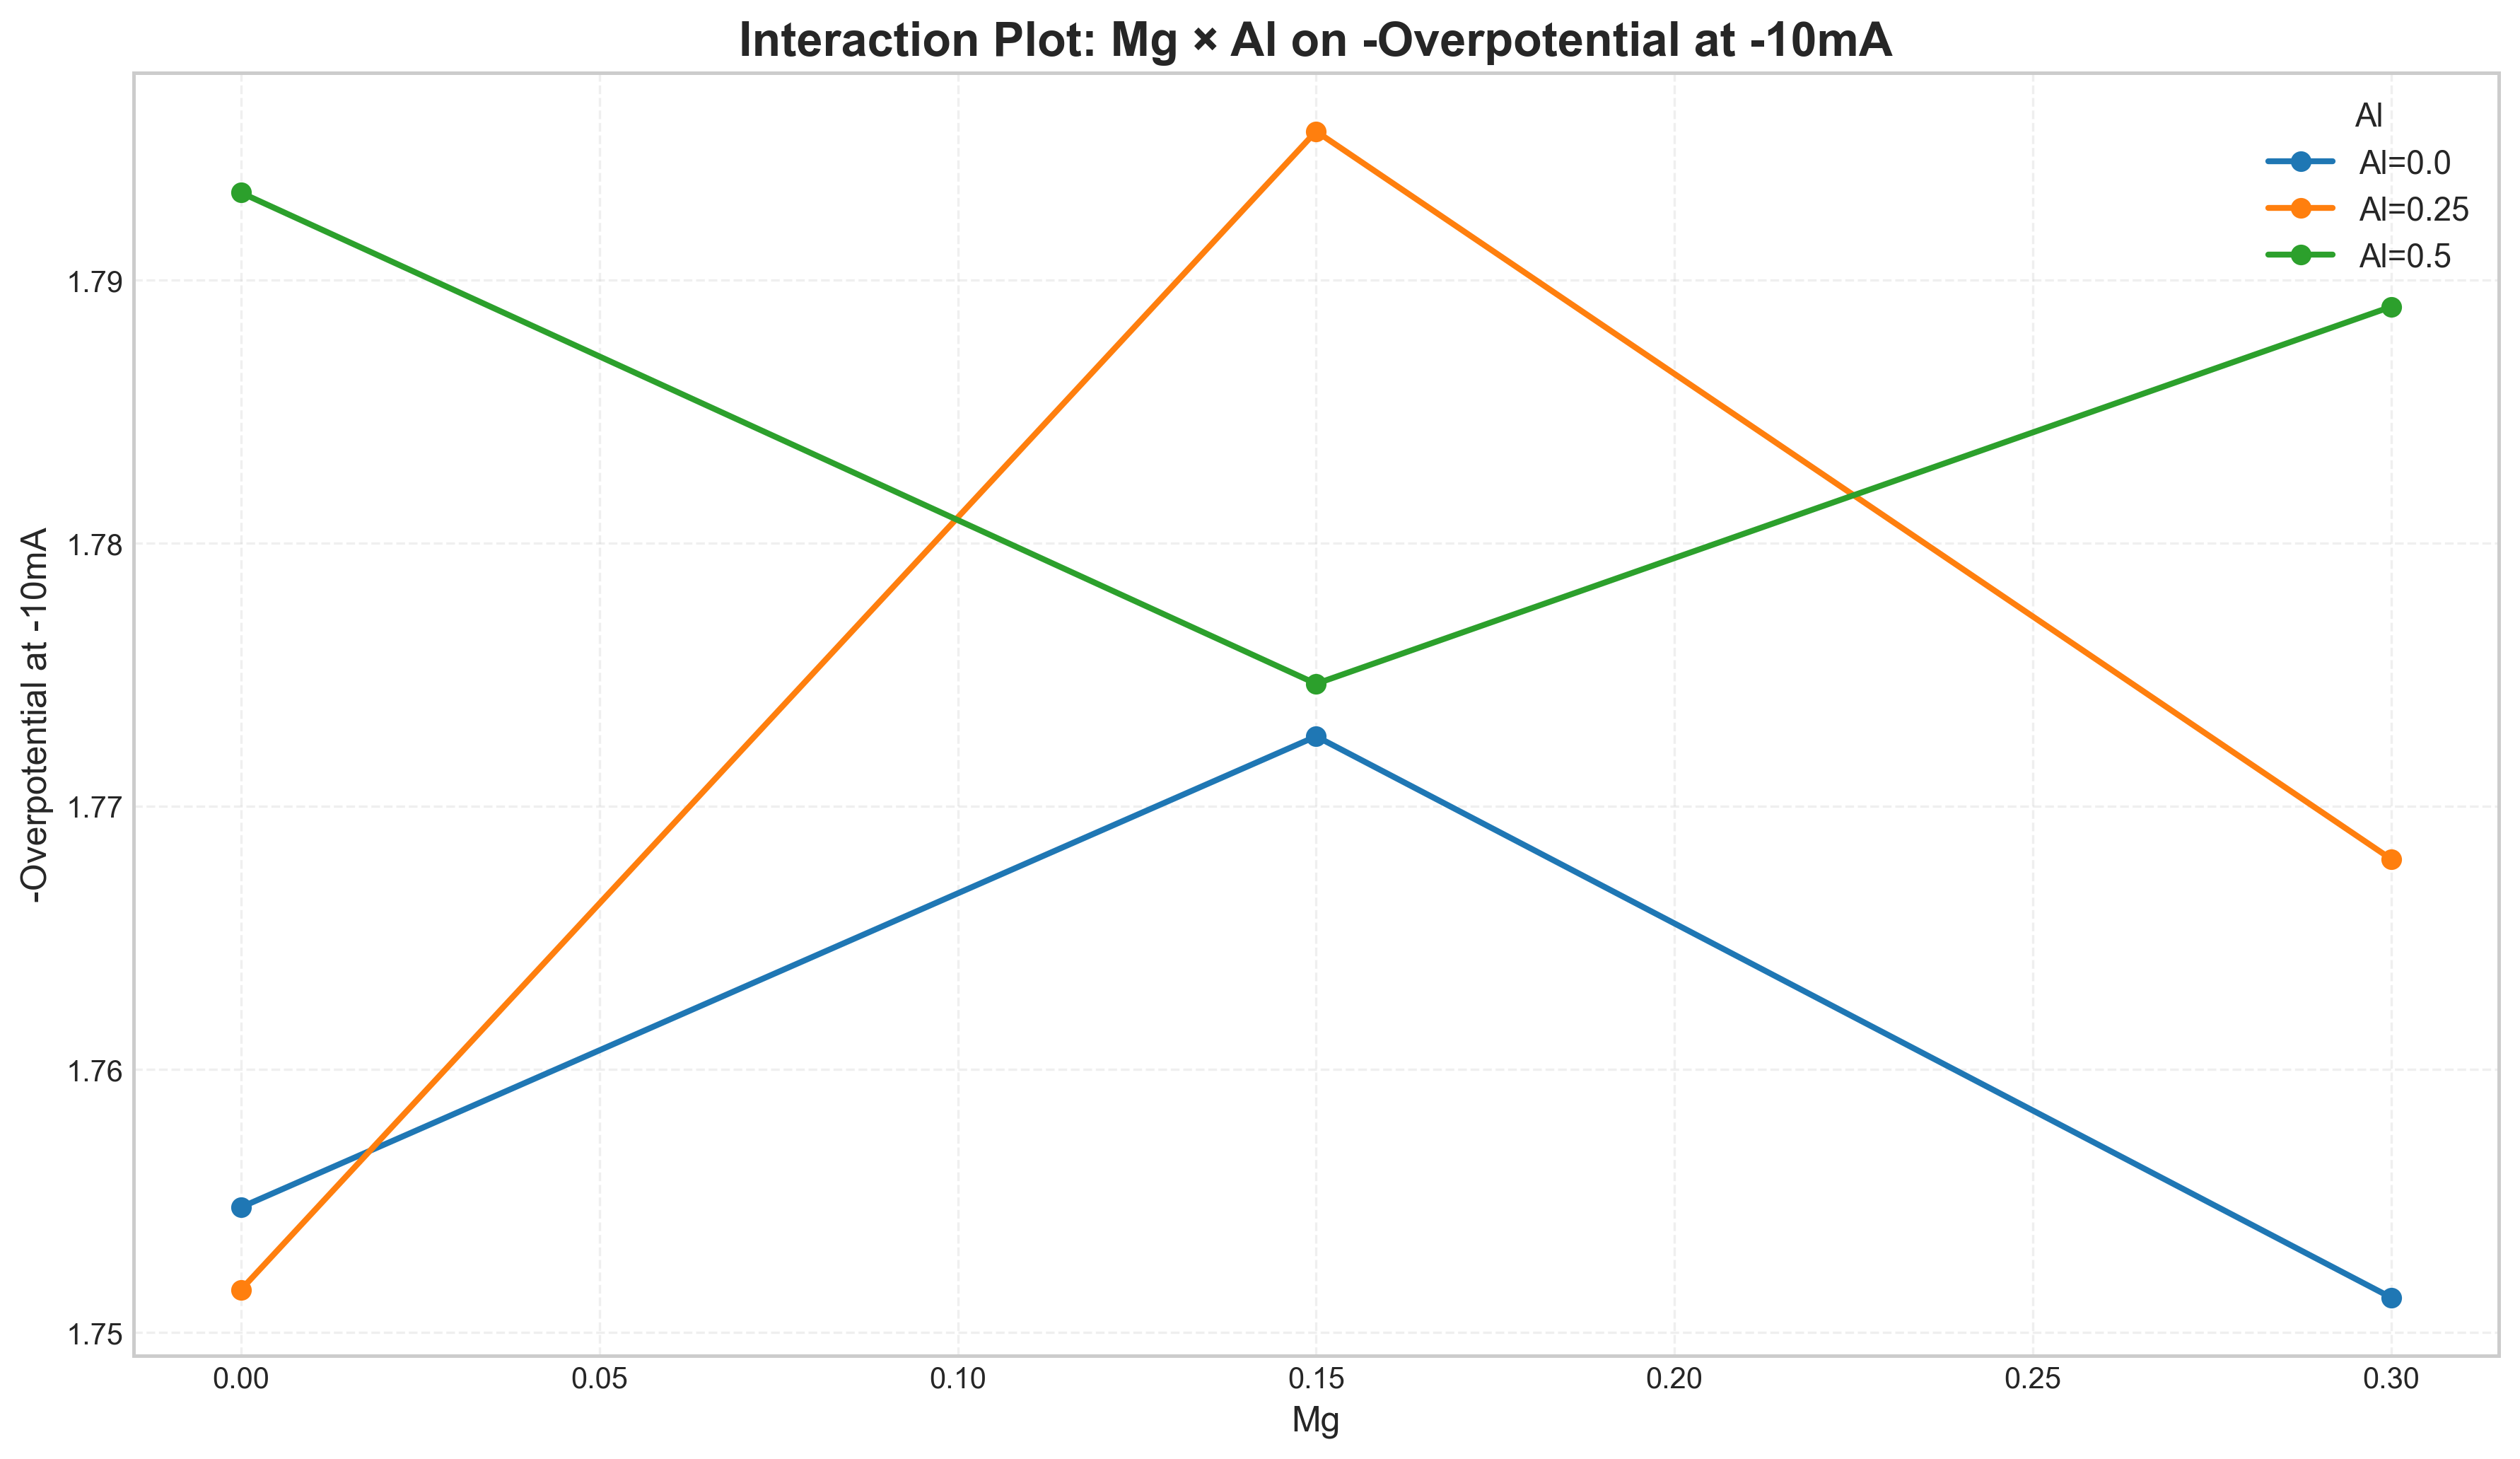 Interaction Plot: Mg × Al on -Overpotential at -10mA
Al
Al=0.0
Al=0.25
Al=0.5
-Overpotential at -10mA
1.79
1.78
1.77
1.76
1.75
0.00 0.05 0.10 0.15 0.20 0.25 0.30
Mg